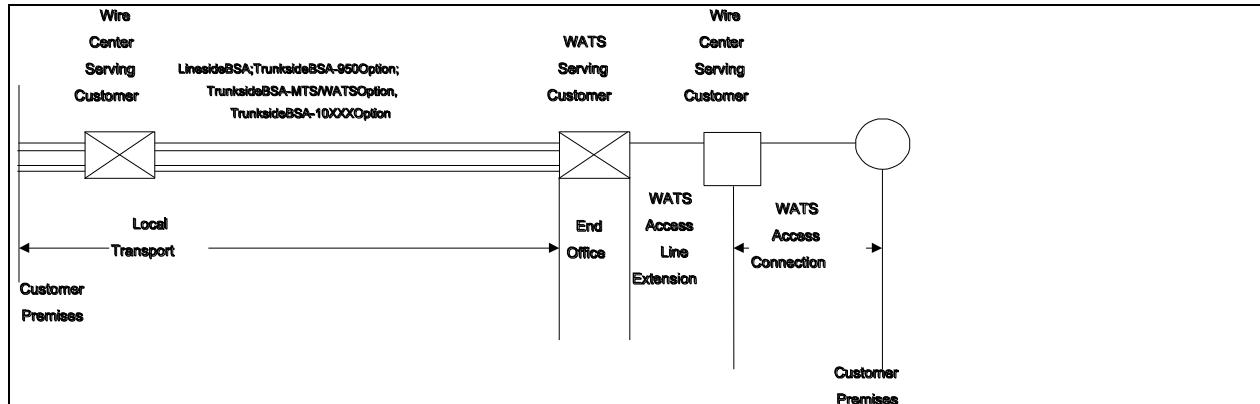 Wire
Center
Serving
Customer
LinesideBSA;TrunksideBSA-950Option;
TrunksideBSA-MTS/WATSOption,
TrunksideBSA-10XXXOption
WATS
Serving
Customer
Wire
Center
Serving
Customer
Local
Transport
End
Office
WATS
Access
Line
Extension
WATS
Access
Connection
Customer
Premises
Customer
Premises